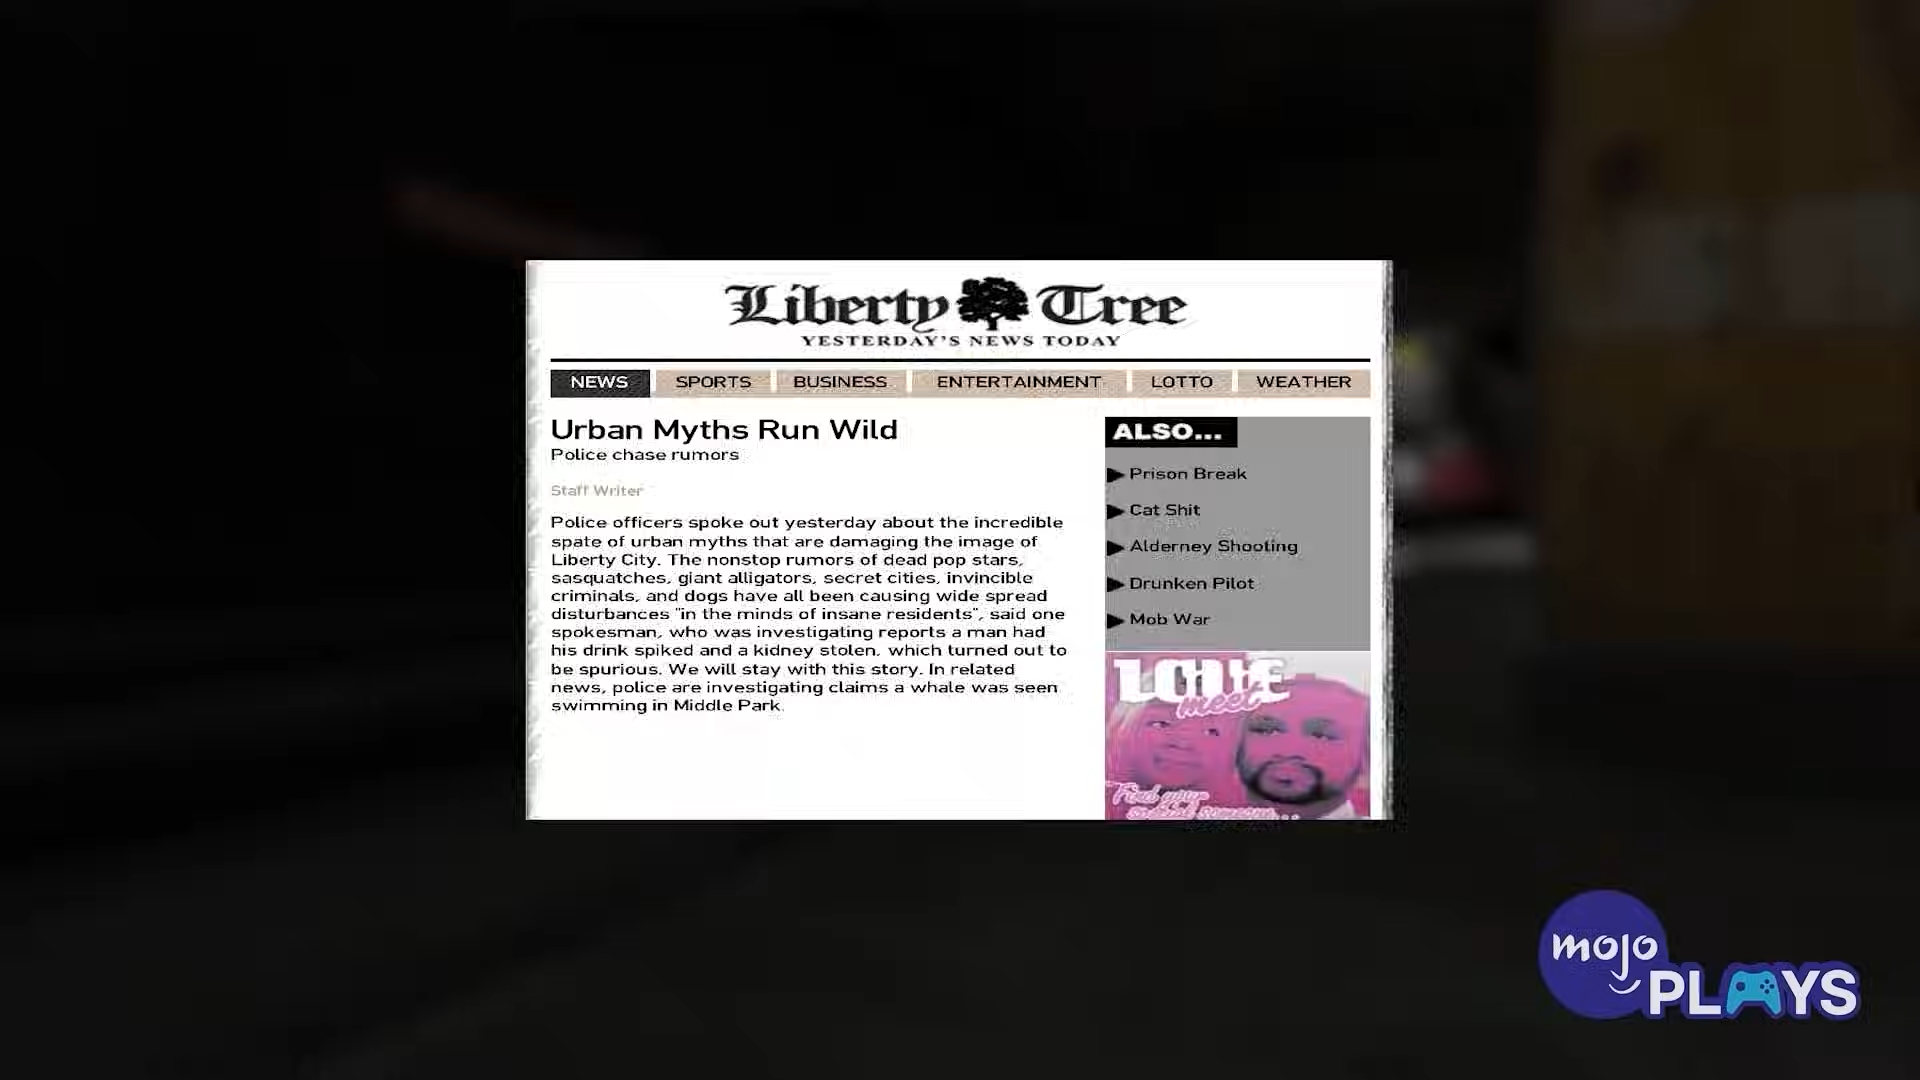 Liberty Tree
YESTERDAY'S NEWS TODAY
NEWS SPORTS BUSINESS ENTERTAINMENT LOTTO WEATHER
Urban Myths Run Wild
Police chase rumors
Staff Writer
Police officers spoke out yesterday about the incredible
spate of urban myths that are damaging the image of
Liberty City. The nonstop rumors of dead pop stars,
sasquatches, giant alligators, secret cities, invincible
criminals, and dogs have all been causing wide spread
disturbances "in the minds of insane residents", said one
spokesman, who was investigating reports a man had
his drink spiked and a kidney stolen, which turned out to
be spurious. We will stay with this story. In related
news, police are investigating claims a whale was seen
swimming in Middle Park.
ALSO...
Prison Break
Cat Shit
Alderney Shooting
Drunken Pilot
Mob War
LOVE
meet
Find your
special someone...
mojo
PLAYS